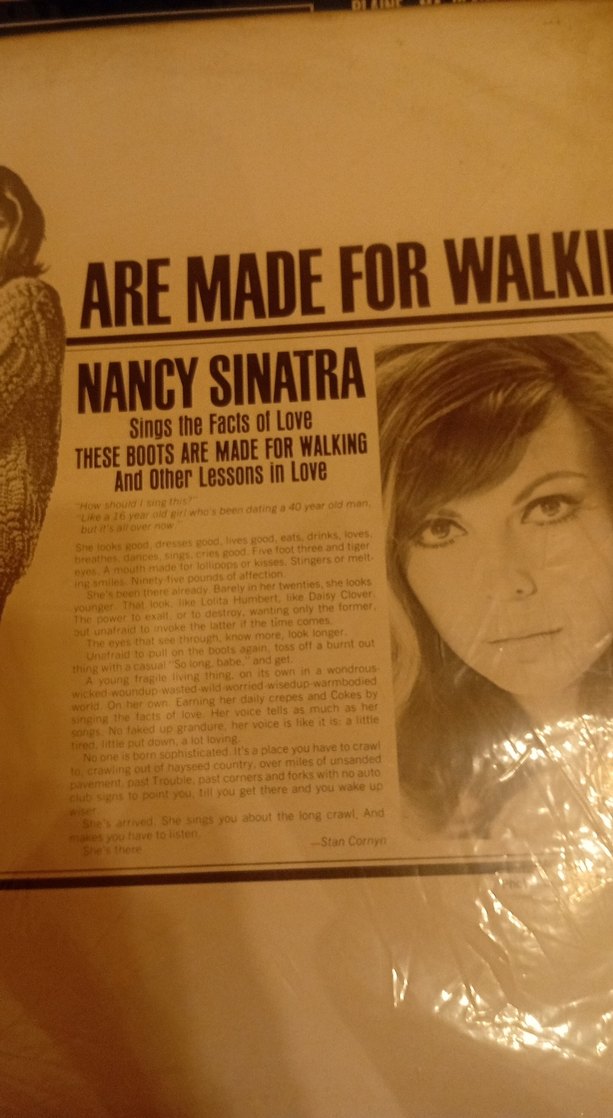 ARE MADE FOR WALKI
NANCY SINATRA
Sings the Facts of Love
THESE BOOTS ARE MADE FOR WALKING
And Other Lessons in Love
"How should I sing this?"
"Like a 16 year old girl who's been dating a 40 year old man,
but it's all over now."
She looks good, dresses good, lives good, eats, drinks, loves,
breathes, dances, sings, cries good. Five foot three and tiger
eyes. A mouth made for lollipops or kisses. Stingers or melt-
ing smiles. Ninety-five pounds of affection.
She's been there already. Barely in her twenties, she looks
younger. That look, like Lolita Humbert, like Daisy Clover.
The power to exalt, or to destroy, wanting only the former,
but unafraid to invoke the latter if the time comes.
The eyes that see through, know more, look longer.
Unafraid to pull on the boots again, toss off a burnt out
thing with a casual "So long, babe," and get.
A young fragile living thing, on its own in a wondrous-
wicked-woundup-wasted-wild-worried-wisedup-warmbodied
world. On her own. Earning her daily crepes and Cokes by
singing the facts of love. Her voice tells as much as her
songs. No faked up grandure, her voice is like it is: a little
tired, little put down, a lot loving.
No one is born sophisticated. It's a place you have to crawl
to, crawling out of hayseed country, over miles of unsanded
pavement, past Trouble, past corners and forks with no auto
club signs to point you, till you get there and you wake up
wiser.
She's arrived. She sings you about the long crawl. And
makes you have to listen.
She's there.
—Stan Cornyn